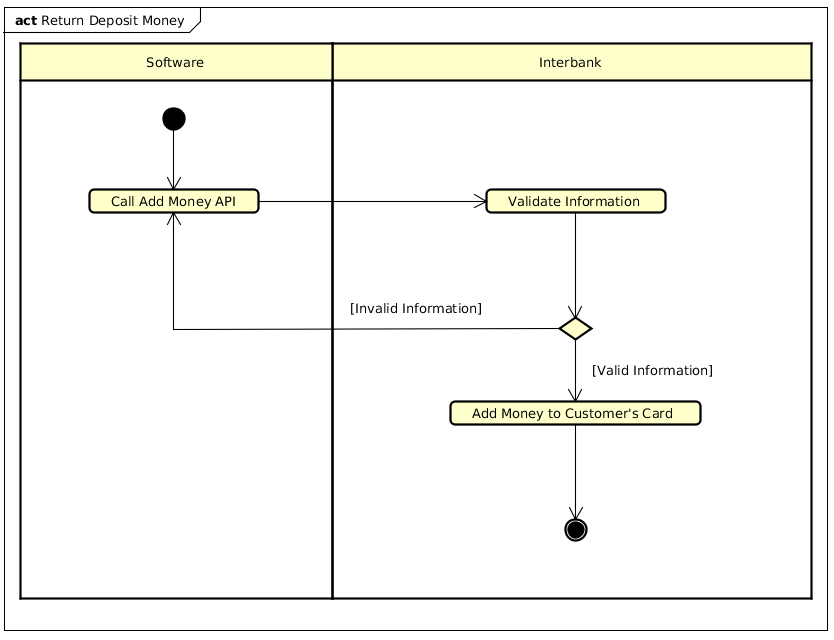 act Return Deposit Money
Software
Interbank
Call Add Money API
Validate Information
[Invalid Information]
[Valid Information]
Add Money to Customer's Card